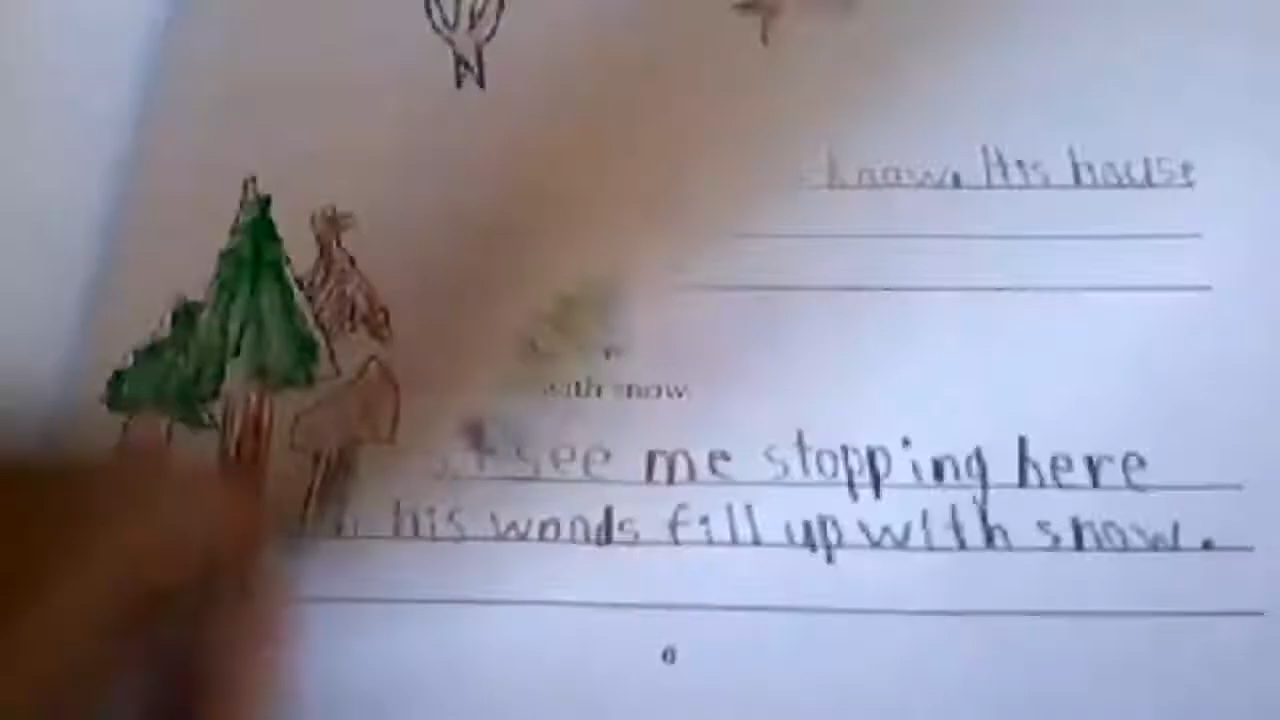 N
know. His house
with snow
see me stopping here
his woods fill up with snow.
6